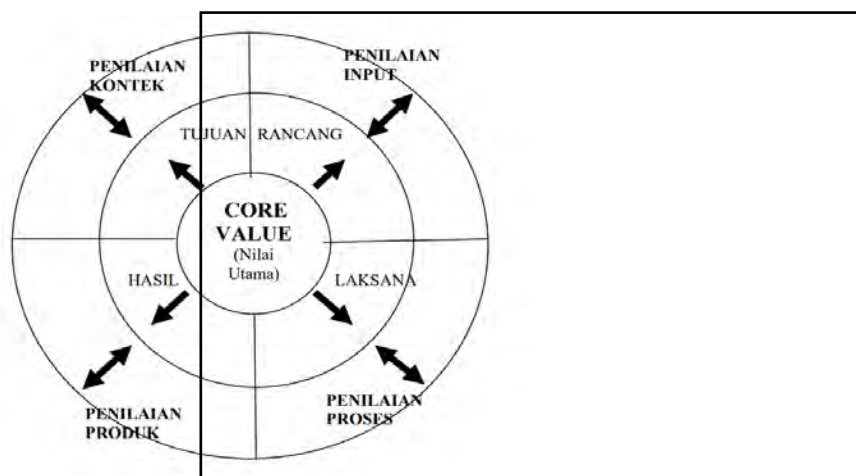 PENILAIAN
KONTEK
PENILAIAN
INPUT
TUJUAN
RANCANG
CORE
VALUE
(Nilai
Utama)
HASIL
LAKSANA
PENILAIAN
PRODUK
PENILAIAN
PROSES